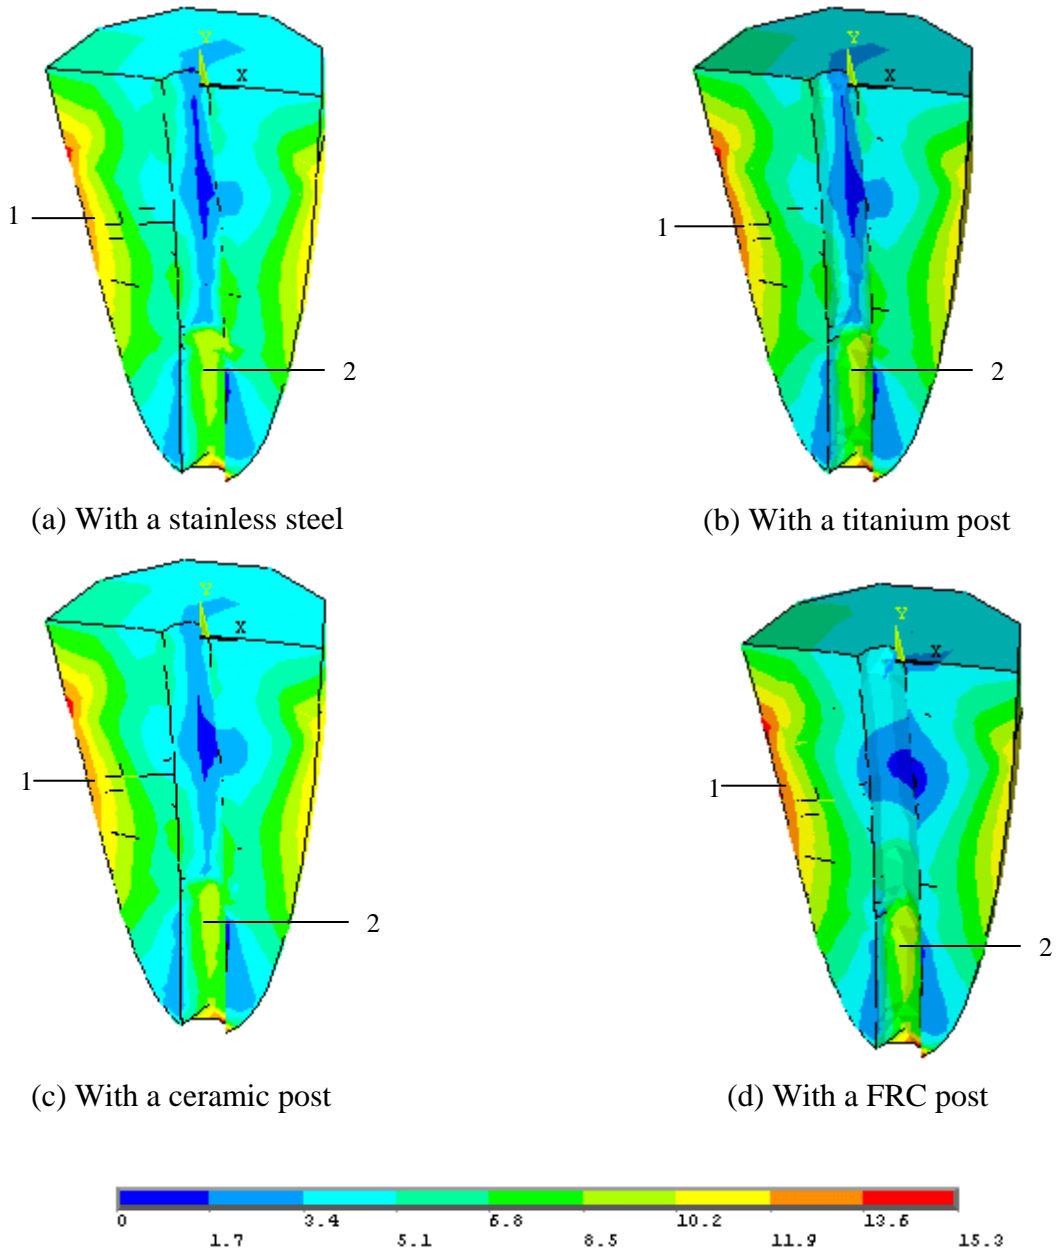 Y
X
1
2
(a) With a stainless steel
Y
X
1
2
(b) With a titanium post
Y
X
1
2
(c) With a ceramic post
Y
X
1
2
(d) With a FRC post
0 3.4 6.8 10.2 13.6
1.7 5.1 8.5 11.9 15.3